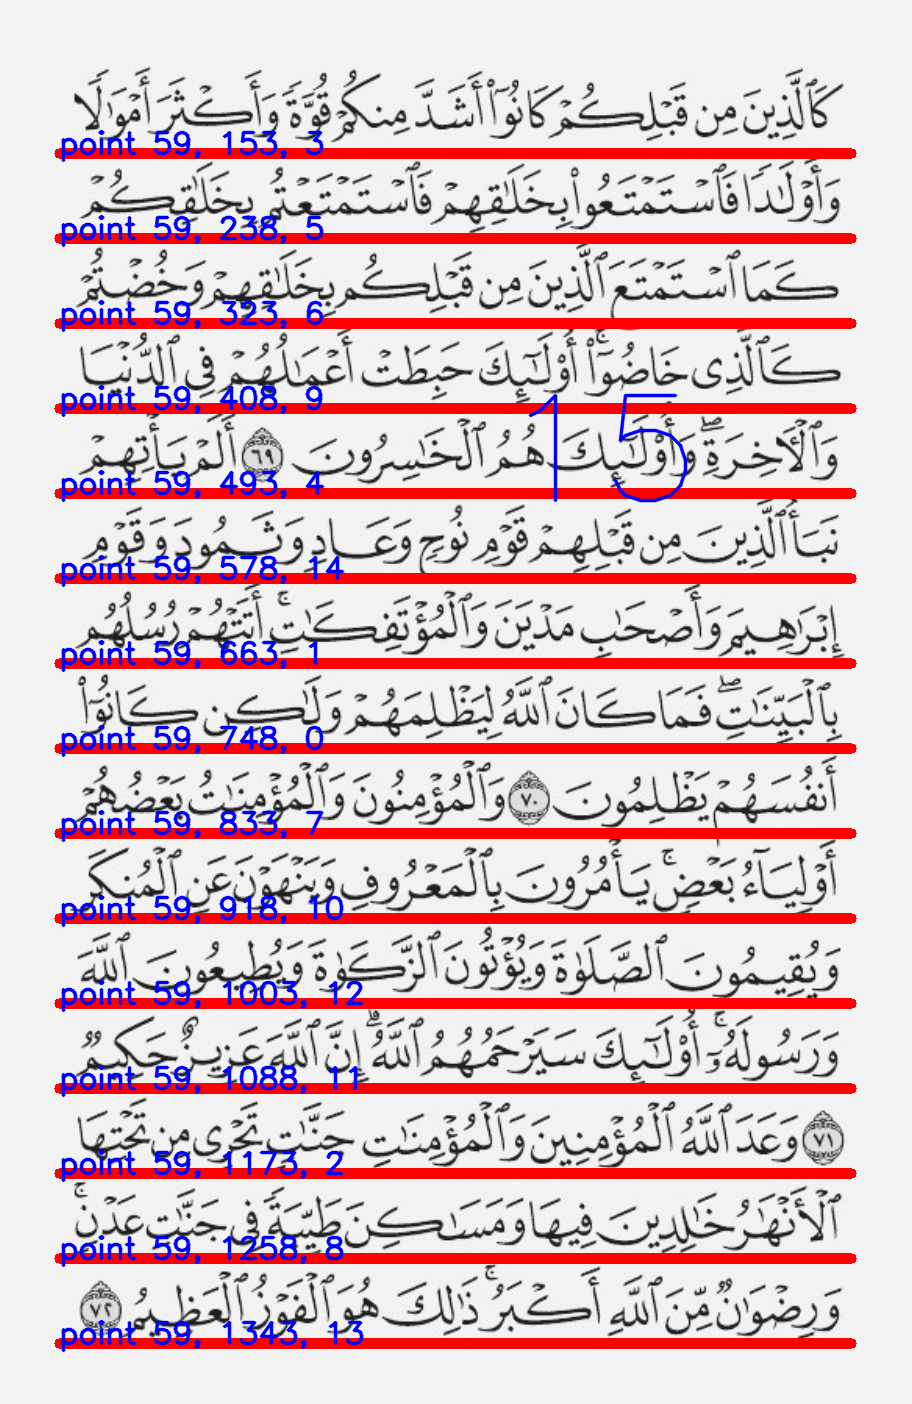 كَٱلَّذِينَ مِن قَبۡلِكُمۡ كَانُوٓاْ أَشَدَّ مِنكُمۡ قُوَّةٗ وَأَكۡثَرَ أَمۡوَٰلٗا
point 59, 153, 3
وَأَوۡلَٰدٗا فَٱسۡتَمۡتَعُواْ بِخَلَٰقِهِمۡ فَٱسۡتَمۡتَعۡتُم بِخَلَٰقِكُمۡ
point 59, 238, 5
كَمَا ٱسۡتَمۡتَعَ ٱلَّذِينَ مِن قَبۡلِكُم بِخَلَٰقِهِمۡ وَخُضۡتُمۡ
point 59, 323, 6
كَٱلَّذِي خَاضُوٓاْۚ أُوْلَٰٓئِكَ حَبِطَتۡ أَعۡمَٰلُهُمۡ فِي ٱلدُّنۡيَا
point 59, 408, 9
15
وَٱلۡأٓخِرَةِۖ وَأُوْلَٰٓئِكَ هُمُ ٱلۡخَٰسِرُونَ ٦٩ أَلَمۡ يَأۡتِهِمۡ
point 59, 493, 4
نَبَأُ ٱلَّذِينَ مِن قَبۡلِهِمۡ قَوۡمِ نُوحٖ وَعَادٖ وَثَمُودَ وَقَوۡمِ
point 59, 578, 14
إِبۡرَٰهِيمَ وَأَصۡحَٰبِ مَدۡيَنَ وَٱلۡمُؤۡتَفِكَٰتِۚ أَتَتۡهُمۡ رُسُلُهُم
point 59, 663, 1
بِٱلۡبَيِّنَٰتِۖ فَمَا كَانَ ٱللَّهُ لِيَظۡلِمَهُمۡ وَلَٰكِن كَانُوٓاْ
point 59, 748, 0
أَنفُسَهُمۡ يَظۡلِمُونَ ٧٠ وَٱلۡمُؤۡمِنُونَ وَٱلۡمُؤۡمِنَٰتُ بَعۡضُهُمۡ
point 59, 833, 7
أَوۡلِيَآءُ بَعۡضٖۚ يَأۡمُرُونَ بِٱلۡمَعۡرُوفِ وَيَنۡهَوۡنَ عَنِ ٱلۡمُنكَرِ
point 59, 918, 10
وَيُقِيمُونَ ٱلصَّلَوٰةَ وَيُؤۡتُونَ ٱلزَّكَوٰةَ وَيُطِيعُونَ ٱللَّهَ
point 59, 1003, 12
وَرَسُولَهُۥٓۚ أُوْلَٰٓئِكَ سَيَرۡحَمُهُمُ ٱللَّهُۗ إِنَّ ٱللَّهَ عَزِيزٌ حَكِيمٞ
point 59, 1088, 11
٧١ وَعَدَ ٱللَّهُ ٱلۡمُؤۡمِنِينَ وَٱلۡمُؤۡمِنَٰتِ جَنَّٰتٖ تَجۡرِي مِن تَحۡتِهَا
point 59, 1173, 2
ٱلۡأَنۡهَٰرُ خَٰلِدِينَ فِيهَا وَمَسَٰكِنَ طَيِّبَةٗ فِي جَنَّٰتِ عَدۡنٖۚ
point 59, 1258, 8
وَرِضۡوَٰنٞ مِّنَ ٱللَّهِ أَكۡبَرُۚ ذَٰلِكَ هُوَ ٱلۡفَوۡزُ ٱلۡعَظِيمُ ٧٢
point 59, 1343, 13